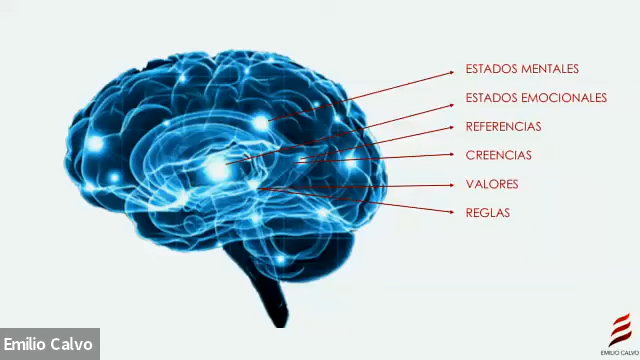 ESTADOS MENTALES
ESTADOS EMOCIONALES
REFERENCIAS
CREENCIAS
VALORES
REGLAS
Emilio Calvo
EMILIO CALVO